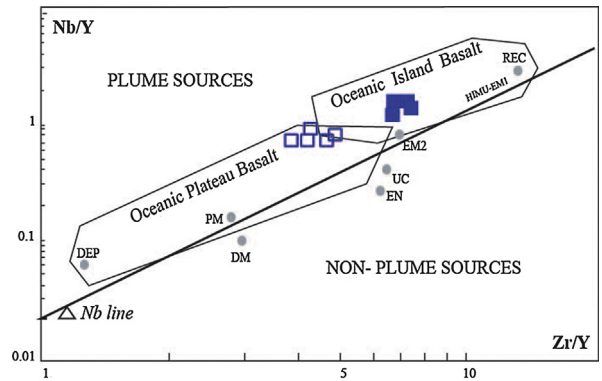 Nb/Y
PLUME SOURCES
Oceanic Island Basalt
REC
HIMU-EM1
1
EM2
Oceanic Plateau Basalt
UC
EN
PM
0.1
DM
DEP
NON- PLUME SOURCES
△ Nb line
0.01
Zr/Y
1
5
10